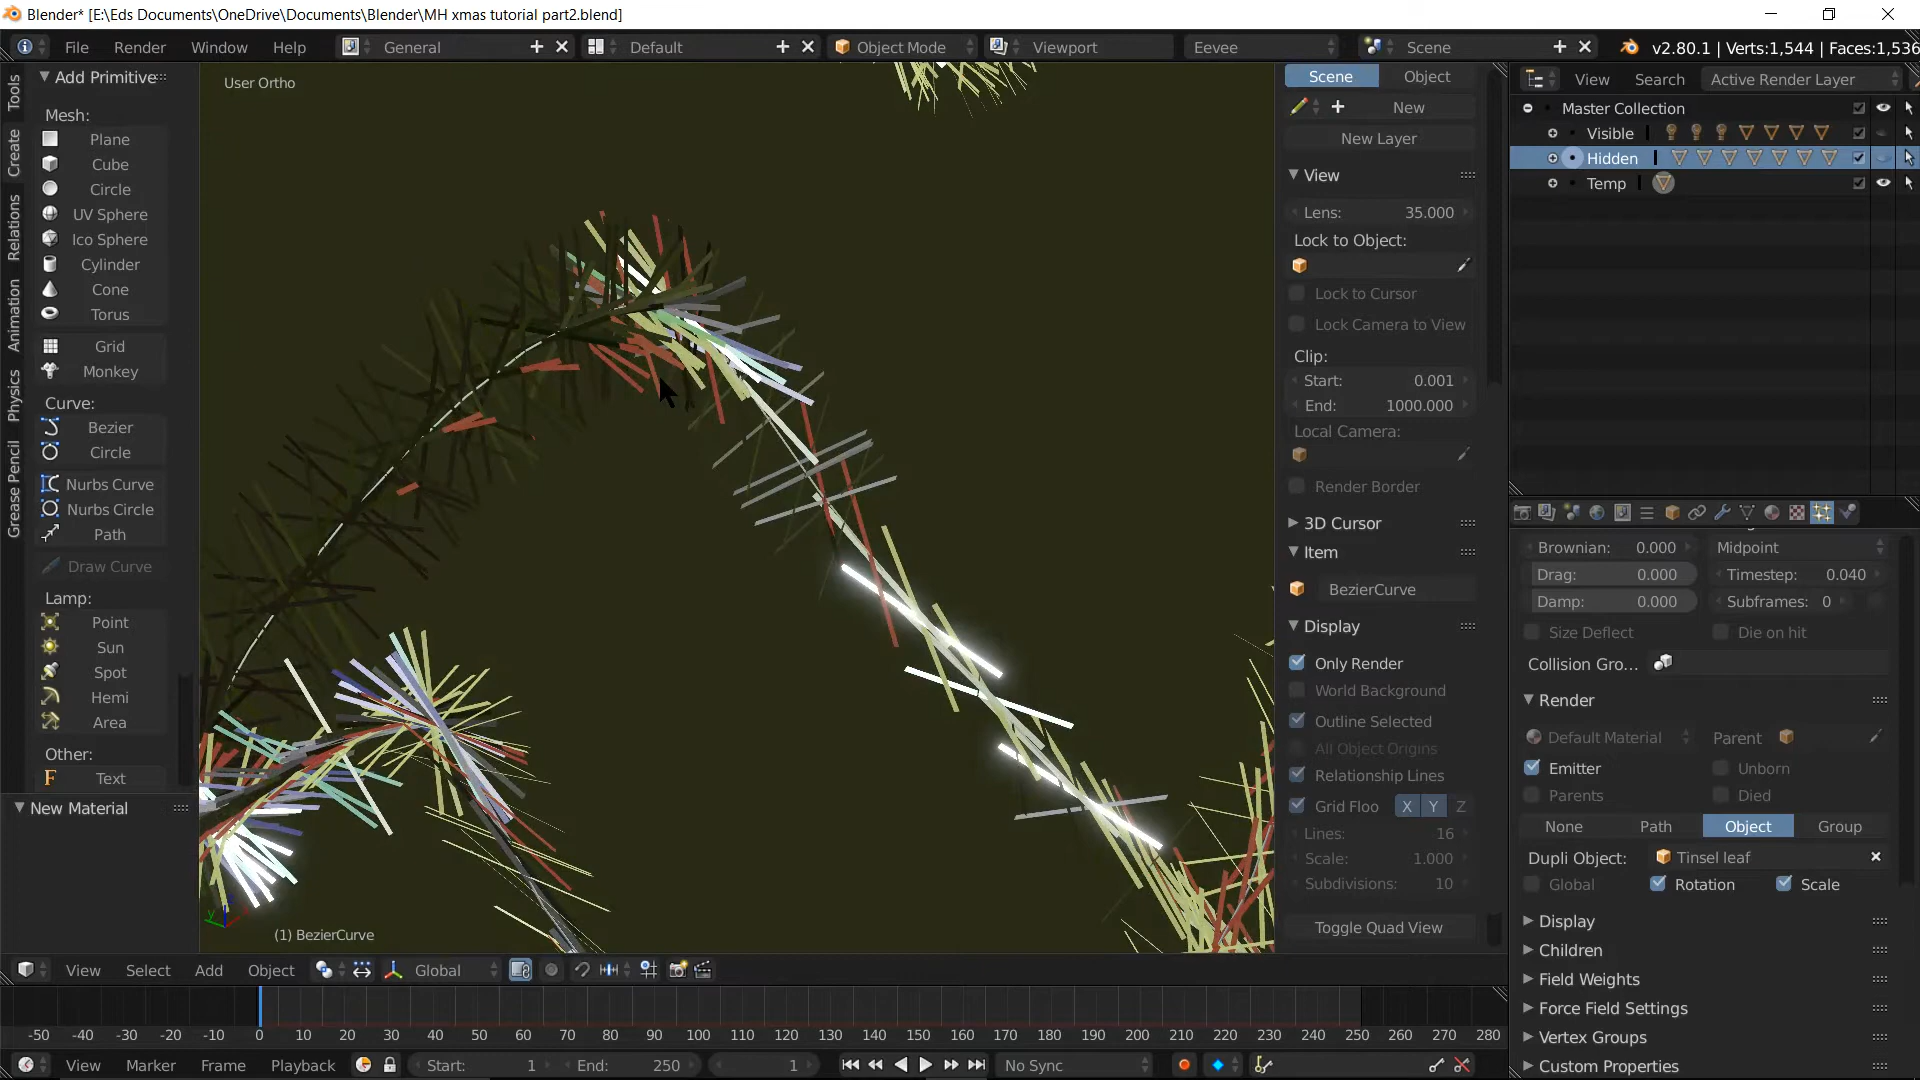 Blender* [E:\Eds Documents\OneDrive\Documents\Blender\MH xmas tutorial part2.blend]
File Render Window Help General Default Object Mode Viewport Eevee Scene v2.80.1 | Verts:1,544 | Faces:1,536
Tools
Create
Relations
Animation
Physics
Grease Pencil
Add Primitive
Mesh:
Plane
Cube
Circle
UV Sphere
Ico Sphere
Cylinder
Cone
Torus
Grid
Monkey
Curve:
Bezier
Circle
Nurbs Curve
Nurbs Circle
Path
Draw Curve
Lamp:
Point
Sun
Spot
Hemi
Area
Other:
Text
New Material
User Ortho
(1) BezierCurve
Scene Object
New
New Layer
View
Lens: 35.000
Lock to Object:
Lock to Cursor
Lock Camera to View
Clip:
Start: 0.001
End: 1000.000
Local Camera:
Render Border
3D Cursor
Item
BezierCurve
Display
Only Render
World Background
Outline Selected
All Object Origins
Relationship Lines
Grid Floo X Y Z
Lines: 16
Scale: 1.000
Subdivisions: 10
Toggle Quad View
View Search Active Render Layer
Master Collection
Visible
Hidden
Temp
Brownian: 0.000 Midpoint
Drag: 0.000 Timestep: 0.040
Damp: 0.000 Subframes: 0
Size Deflect Die on hit
Collision Gro...
Render
Default Material Parent
Emitter Unborn
Parents Died
None Path Object Group
Dupli Object: Tinsel leaf
Global Rotation Scale
Display
Children
Field Weights
Force Field Settings
Vertex Groups
Custom Properties
View Select Add Object Global
-50 -40 -30 -20 -10 0 10 20 30 40 50 60 70 80 90 100 110 120 130 140 150 160 170 180 190 200 210 220 230 240 250 260 270 280
View Marker Frame Playback Start: 1 End: 250 1 No Sync